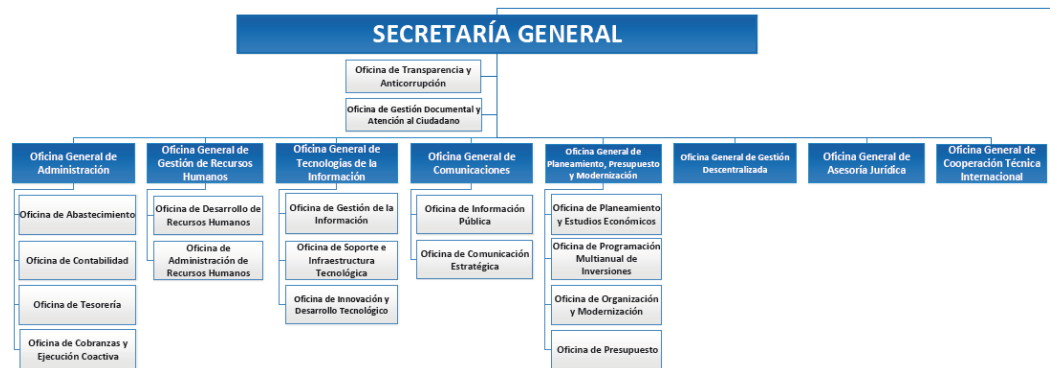 SECRETARÍA GENERAL
Oficina de Transparencia y
Anticorrupción
Oficina de Gestión Documental y
Atención al Ciudadano
Oficina General de
Administración
Oficina de Abastecimiento
Oficina de Contabilidad
Oficina de Tesorería
Oficina de Cobranzas y
Ejecución Coactiva
Oficina General de
Gestión de Recursos
Humanos
Oficina de Desarrollo de
Recursos Humanos
Oficina de
Administración de
Recursos Humanos
Oficina General de
Tecnologías de la
Información
Oficina de Gestión de la
Información
Oficina de Soporte e
Infraestructura
Tecnológica
Oficina de Innovación y
Desarrollo Tecnológico
Oficina General de
Comunicaciones
Oficina de Información
Pública
Oficina de Comunicación
Estratégica
Oficina General de
Planeamiento, Presupuesto
y Modernización
Oficina de Planeamiento
y Estudios Económicos
Oficina de Programación
Multianual de
Inversiones
Oficina de Organización
y Modernización
Oficina de Presupuesto
Oficina General de Gestión
Descentralizada
Oficina General de
Asesoría Jurídica
Oficina General de
Cooperación Técnica
Internacional